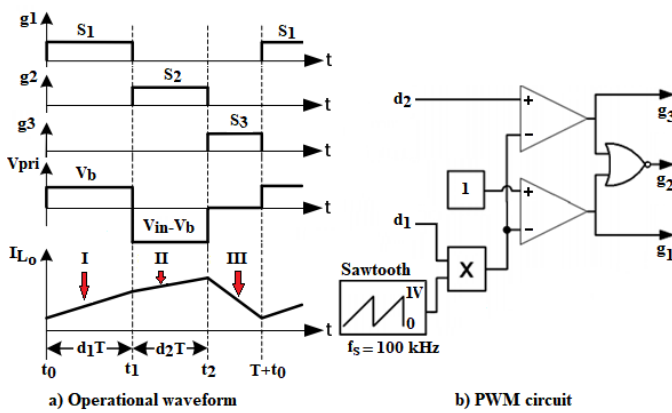 g1
S1
S1
t
g2
S2
t
g3
S3
t
Vpri
Vb
Vin-Vb
t
ILo
I
II
III
t
d1T
d2T
t0
t1
t2
T+t0
a) Operational waveform
d2
+
−
g3
g2
1
+
−
d1
g1
X
Sawtooth
1V
0
fs = 100 kHz
b) PWM circuit